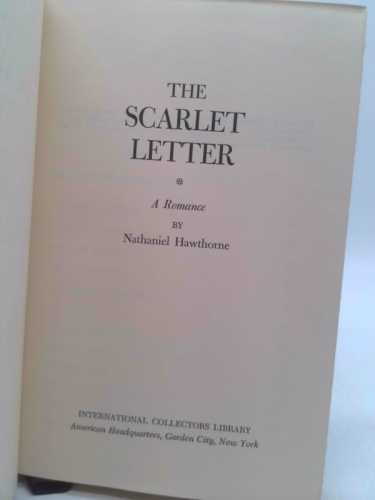 THE
SCARLET
LETTER
*
A Romance
BY
Nathaniel Hawthorne
INTERNATIONAL COLLECTORS LIBRARY
American Headquarters, Garden City, New York